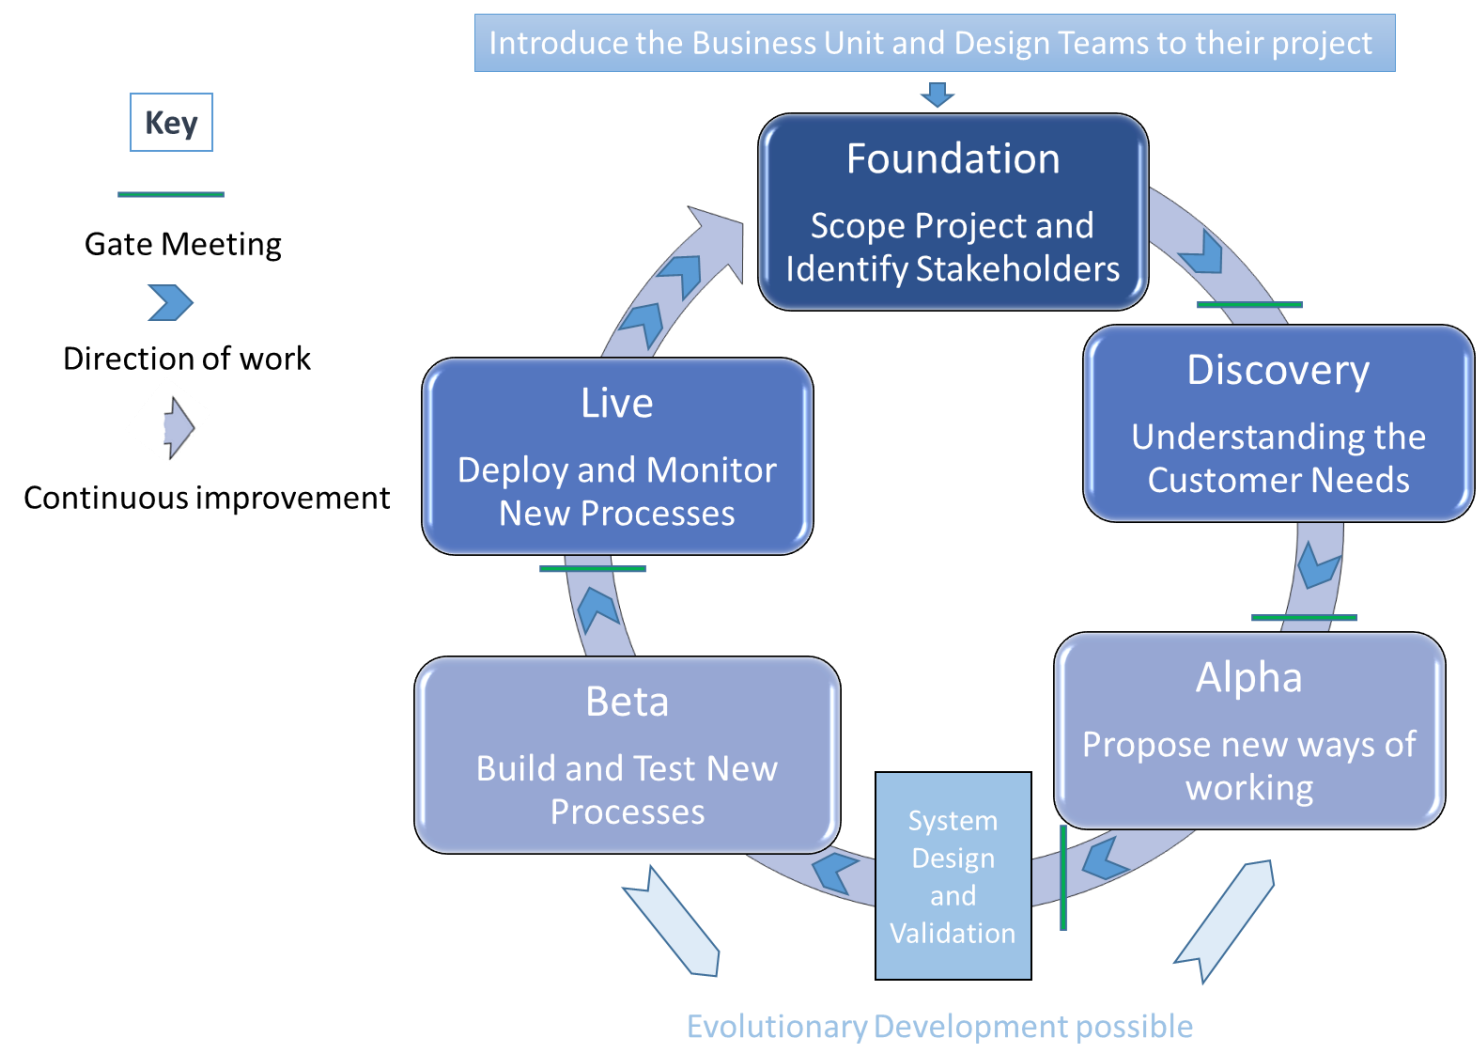 Introduce the Business Unit and Design Teams to their project
Key
Gate Meeting
Direction of work
Continuous improvement
Foundation
Scope Project and
Identify Stakeholders
Discovery
Understanding the
Customer Needs
Alpha
Propose new ways of
working
System
Design
and
Validation
Beta
Build and Test New
Processes
Live
Deploy and Monitor
New Processes
Evolutionary Development possible